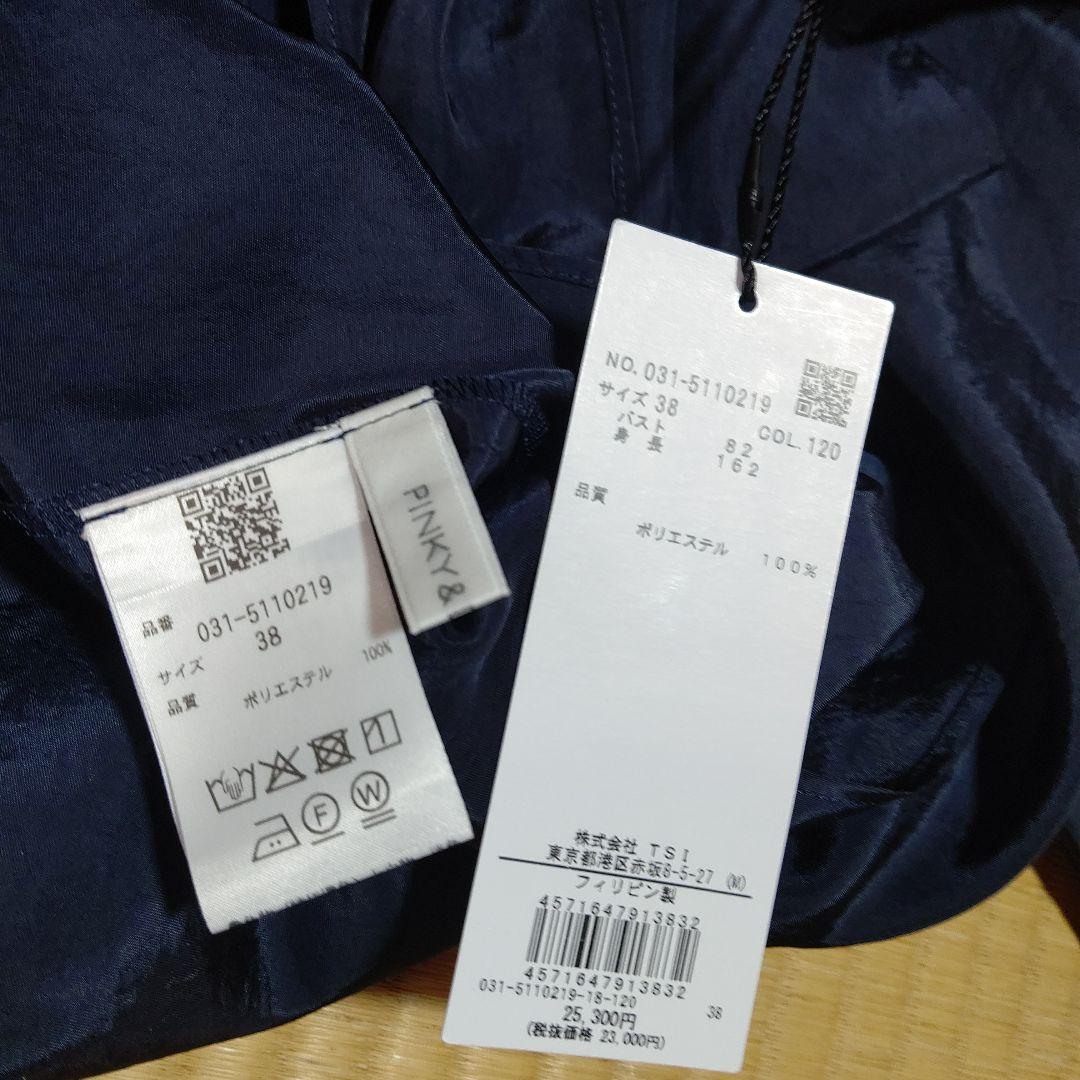 PINKY &
品番 031-5110219
サイズ 38
品質 ポリエステル 100%
F
W
NO. 031-5110219
サイズ 38 COL. 120
バスト 82
身長 162
品質
ポリエステル 100%
株式会社 TSI
東京都港区赤坂8-5-27 (M)
フィリピン製
4571647913832
4571647913832
031-5110219-18-120 38
25,300円
(税抜価格 23,000円)